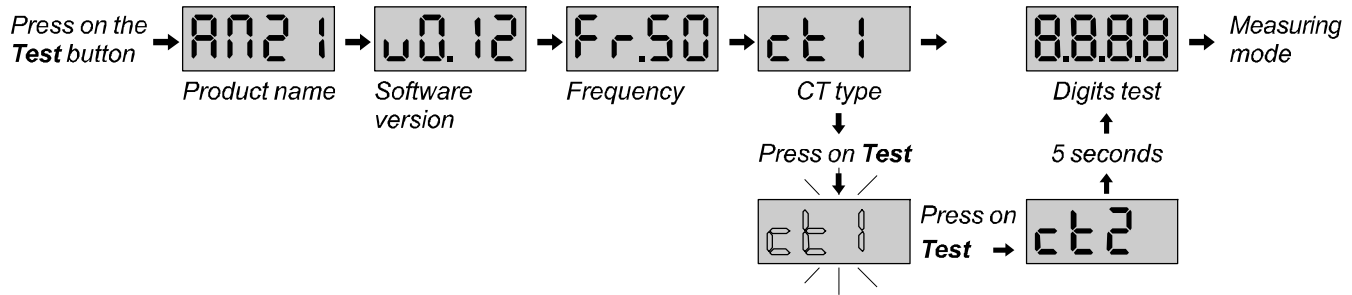 Press on the
Test button
An21
u0.12
Fr.50
ct1
8.8.8.8
Measuring
mode
Product name
Software
version
Frequency
CT type
Digits test
Press on Test
5 seconds
ct1
Press on
Test
ct2